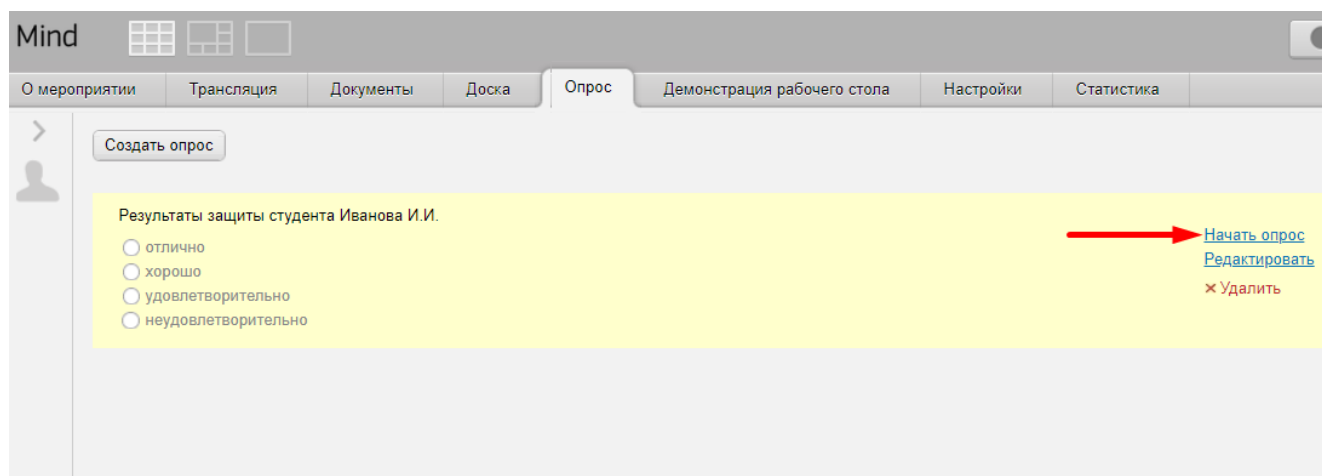 Mind
О мероприятии Трансляция Документы Доска Опрос Демонстрация рабочего стола Настройки Статистика
Создать опрос
Результаты защиты студента Иванова И.И.
отлично
хорошо
удовлетворительно
неудовлетворительно
Начать опрос
Редактировать
× Удалить